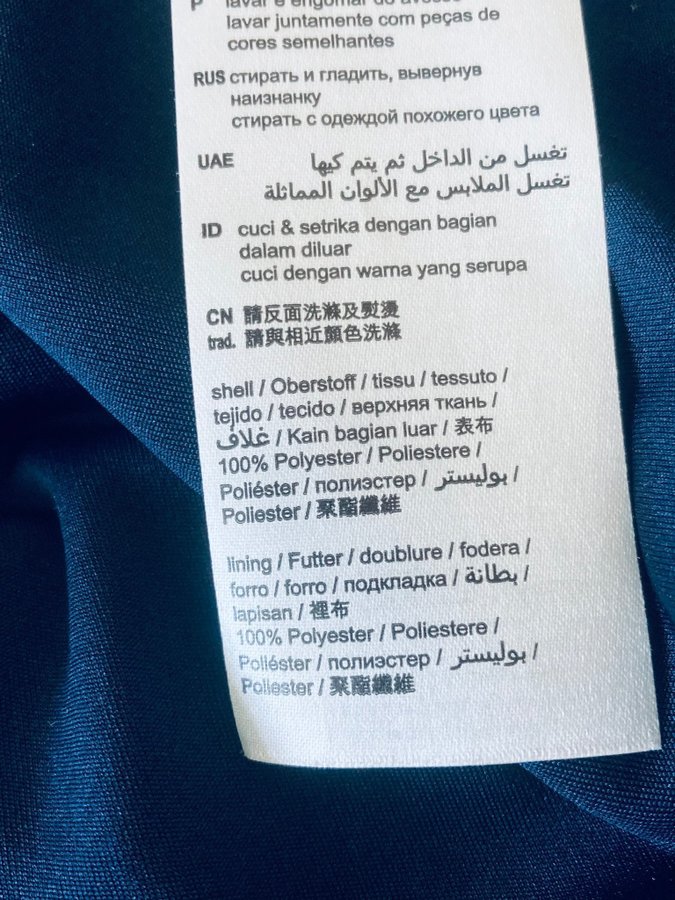 P lavar e engomar do avesso
lavar juntamente com peças de
cores semelhantes
RUS стирать и гладить, вывернув
наизнанку
стирать с одеждой похожего цвета
UAE تغسل من الداخل ثم يتم كيها
تغسل الملابس مع الألوان المماثلة
ID cuci & setrika dengan bagian
dalam diluar
cuci dengan warna yang serupa
CN 請反面洗滌及熨燙
trad. 請與相近顏色洗滌
shell / Oberstoff / tissu / tessuto /
tejido / tecido / верхняя ткань /
غلاف / Kain bagian luar / 表布
100% Polyester / Poliestere /
Poliéster / полиэстер / بوليستر /
Poliester / 聚酯纖維
lining / Futter / doublure / fodera /
forro / forro / подкладка / بطانة /
lapisan / 裡布
100% Polyester / Poliestere /
Poliéster / полиэстер / بوليستر /
Poliester / 聚酯纖維